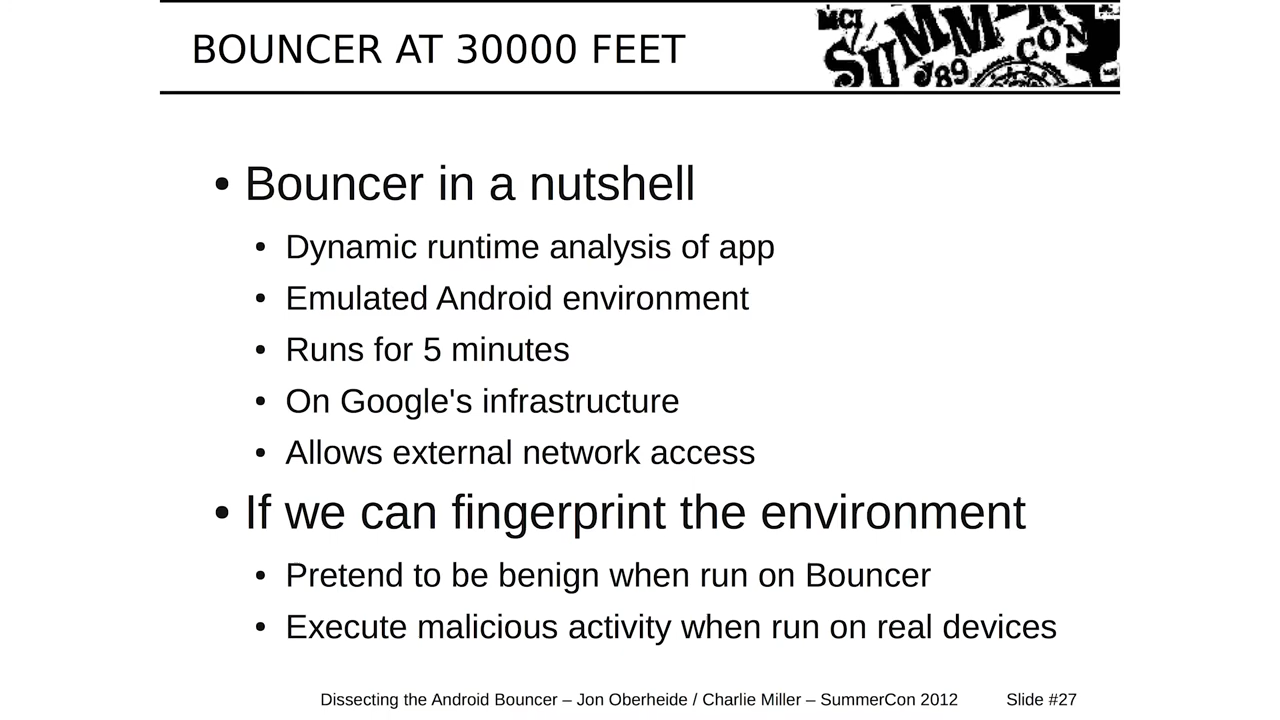 BOUNCER AT 30000 FEET
MCI
SUMMERCON
J89
• Bouncer in a nutshell
• Dynamic runtime analysis of app
• Emulated Android environment
• Runs for 5 minutes
• On Google's infrastructure
• Allows external network access
• If we can fingerprint the environment
• Pretend to be benign when run on Bouncer
• Execute malicious activity when run on real devices
Dissecting the Android Bouncer – Jon Oberheide / Charlie Miller – SummerCon 2012 Slide #27